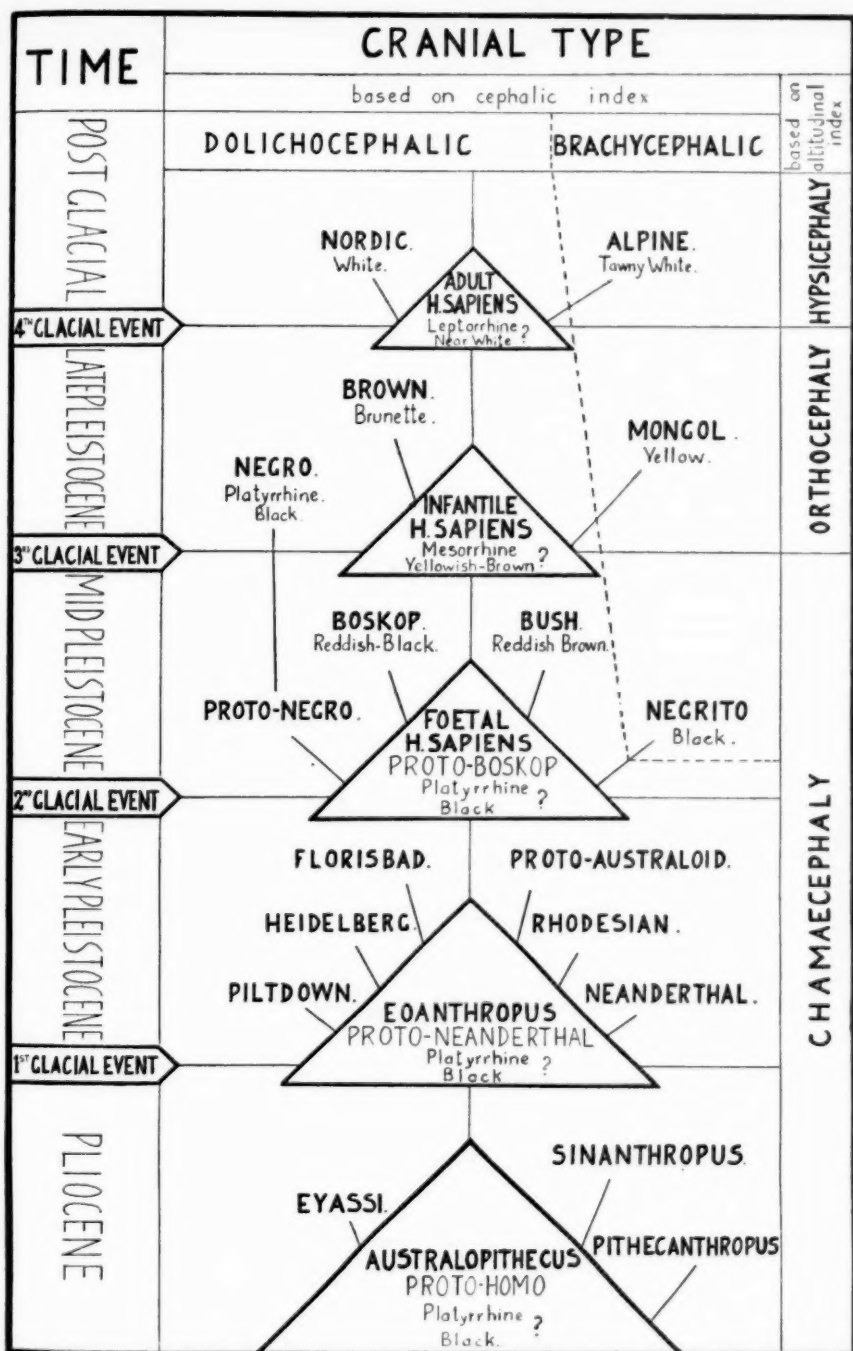 TIME
CRANIAL TYPE
based on cephalic index
based on
altitudinal
index
DOLICHOCEPHALIC
BRACHYCEPHALIC
POST GLACIAL
HYPSICEPHALY
NORDIC.
White.
ALPINE.
Tawny White.
ADULT
H.SAPIENS
Leptorrhine
Near White ?
4TH GLACIAL EVENT
LATE PLEISTOCENE
ORTHOCEPHALY
BROWN.
Brunette.
MONGOL.
Yellow.
NEGRO.
Platyrrhine.
Black.
INFANTILE
H.SAPIENS
Mesorrhine
Yellowish-Brown ?
3RD GLACIAL EVENT
MID PLEISTOCENE
CHAMAECEPHALY
BOSKOP.
Reddish-Black.
BUSH.
Reddish Brown.
PROTO-NEGRO.
NEGRITO
Black.
FOETAL
H.SAPIENS
PROTO-BOSKOP
Platyrrhine
Black ?
2ND GLACIAL EVENT
EARLY PLEISTOCENE
FLORISBAD.
PROTO-AUSTRALOID.
HEIDELBERG.
RHODESIAN.
PILTDOWN.
NEANDERTHAL.
EOANTHROPUS
PROTO-NEANDERTHAL
Platyrrhine
Black ?
1ST GLACIAL EVENT
PLIOCENE
SINANTHROPUS.
EYASSI.
PITHECANTHROPUS
AUSTRALOPITHECUS
PROTO-HOMO
Platyrrhine
Black. ?